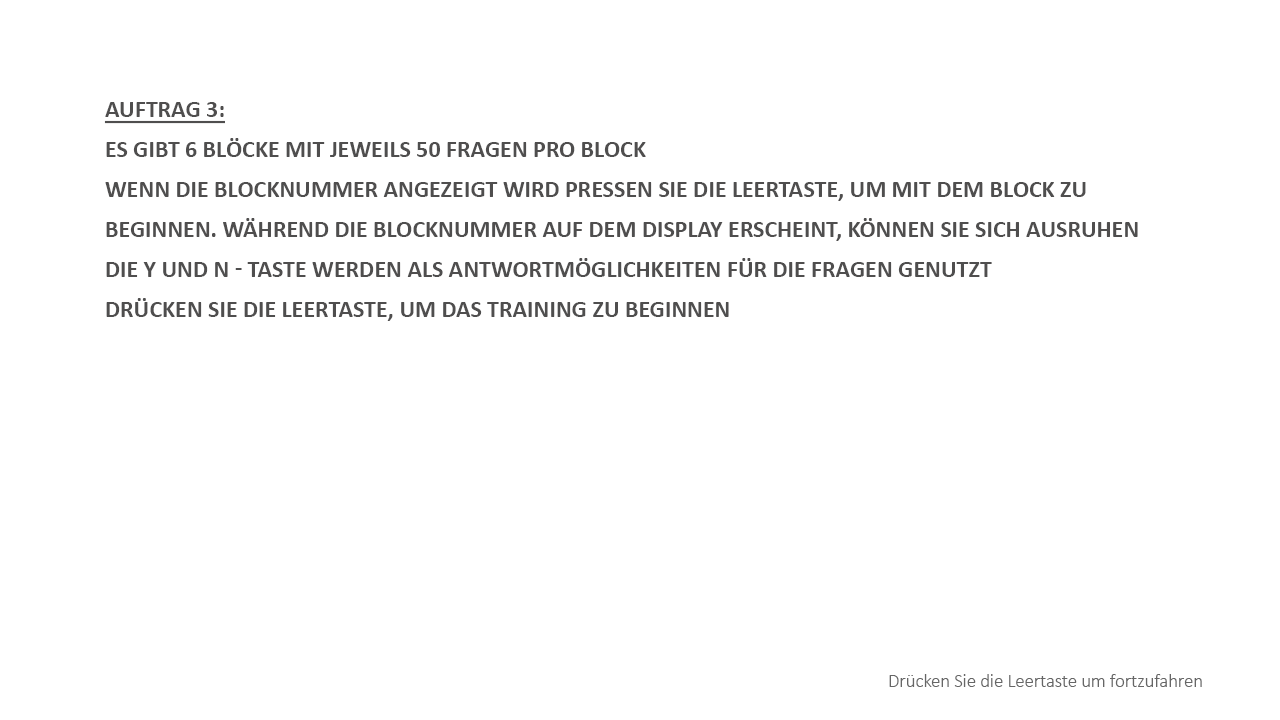 AUFTRAG 3:
ES GIBT 6 BLÖCKE MIT JEWEILS 50 FRAGEN PRO BLOCK
WENN DIE BLOCKNUMMER ANGEZEIGT WIRD PRESSEN SIE DIE LEERTASTE, UM MIT DEM BLOCK ZU
BEGINNEN. WÄHREND DIE BLOCKNUMMER AUF DEM DISPLAY ERSCHEINT, KÖNNEN SIE SICH AUSRUHEN
DIE Y UND N - TASTE WERDEN ALS ANTWORTMÖGLICHKEITEN FÜR DIE FRAGEN GENUTZT
DRÜCKEN SIE DIE LEERTASTE, UM DAS TRAINING ZU BEGINNEN
Drücken Sie die Leertaste um fortzufahren